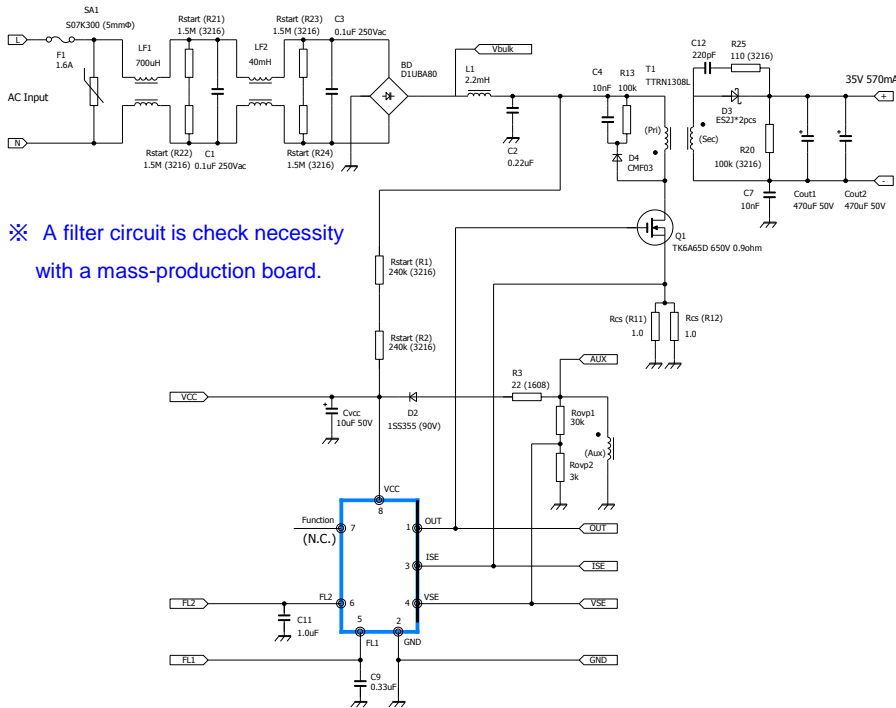 SA1
S07K300 (5mmΦ)
Rstart (R21)
1.5M (3216)
Rstart (R23)
1.5M (3216)
C3
0.1uF 250Vac
L
F1
1.6A
LF1
700uH
LF2
40mH
BD
D1UBA80
Vbulk
L1
2.2mH
C2
0.22uF
C4
10nF
R13
100k
T1
TTRN1308L
C12
220pF
R25
110 (3216)
35V 570mA
+
AC Input
(Pri)
(Sec)
D3
ES2J*2pcs
D4
CMF03
R20
100k (3216)
N
Rstart (R22)
1.5M (3216)
C1
0.1uF 250Vac
Rstart (R24)
1.5M (3216)
-
C7
10nF
Cout1
470uF 50V
Cout2
470uF 50V
※ A filter circuit is check necessity
with a mass-production board.
Q1
TK6A65D 650V 0.9ohm
Rstart (R1)
240k (3216)
Rcs (R11)
1.0
Rcs (R12)
1.0
Rstart (R2)
240k (3216)
AUX
R3
22 (1608)
VCC
+
Cvcc
10uF 50V
D2
1SS355 (90V)
Rovp1
30k
(Aux)
Rovp2
3k
VCC
8
Function
(N.C.)
7
1
OUT
OUT
3
ISE
ISE
FL2
FL2
6
4
VSE
VSE
C11
1.0uF
5
2
FL1
GND
FL1
GND
C9
0.33uF